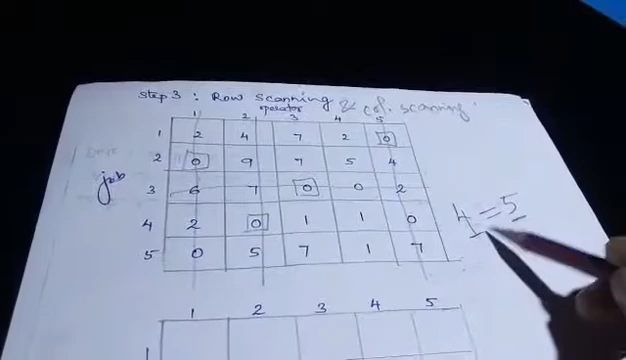 Step 3 : Row Scanning & col. scanning
operator
1 2 3 4 5
1 2 4 7 2 0
2 0 9 7 5 4
job
3 6 7 0 0 2
4 2 0 1 1 0
5 0 5 7 1 7
4 = 5
1 2 3 4 5
1